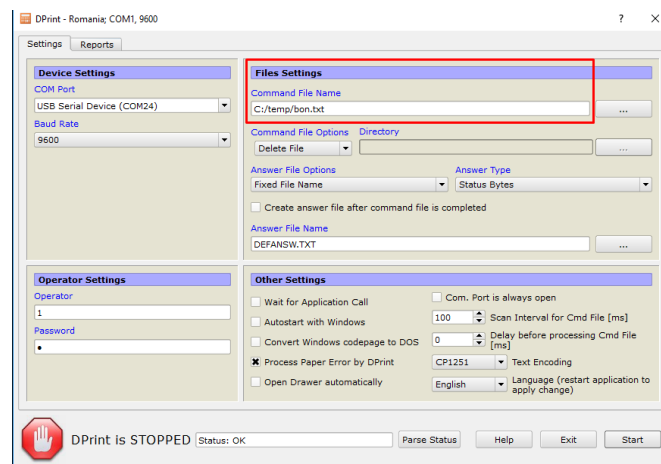 DPrint - Romania; COM1, 9600
Settings Reports
Device Settings
COM Port
USB Serial Device (COM24)
Baud Rate
9600
Files Settings
Command File Name
C:/temp/bon.txt
...
Command File Options Directory
Delete File
...
Answer File Options Answer Type
Fixed File Name Status Bytes
Create answer file after command file is completed
Answer File Name
DEFANSW.TXT
...
Operator Settings
Operator
1
Password
Other Settings
Wait for Application Call
Autostart with Windows
Convert Windows codepage to DOS
Process Paper Error by DPrint
Open Drawer automatically
Com. Port is always open
100 Scan Interval for Cmd File [ms]
0 Delay before processing Cmd File
[ms]
CP1251 Text Encoding
English Language (restart application to
apply change)
DPrint is STOPPED Status: OK Parse Status Help Exit Start